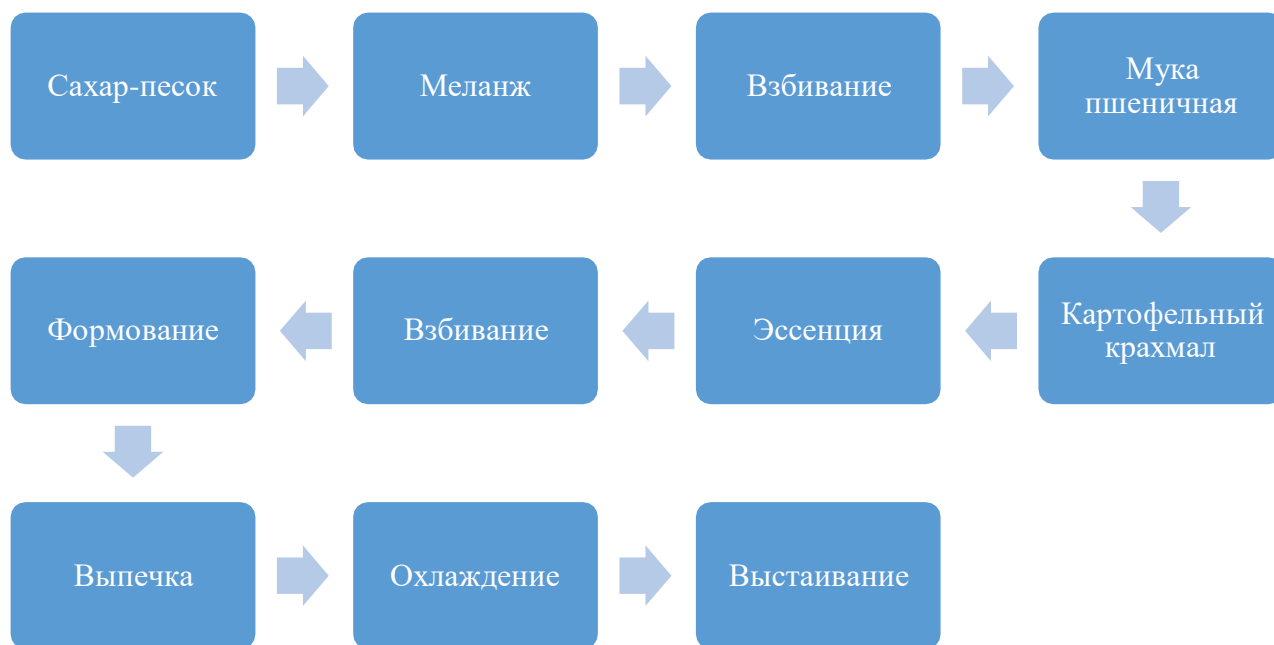 Сахар-песок
Меланж
Взбивание
Мука
пшеничная
Картофельный
крахмал
Эссенция
Взбивание
Формование
Выпечка
Охлаждение
Выстаивание